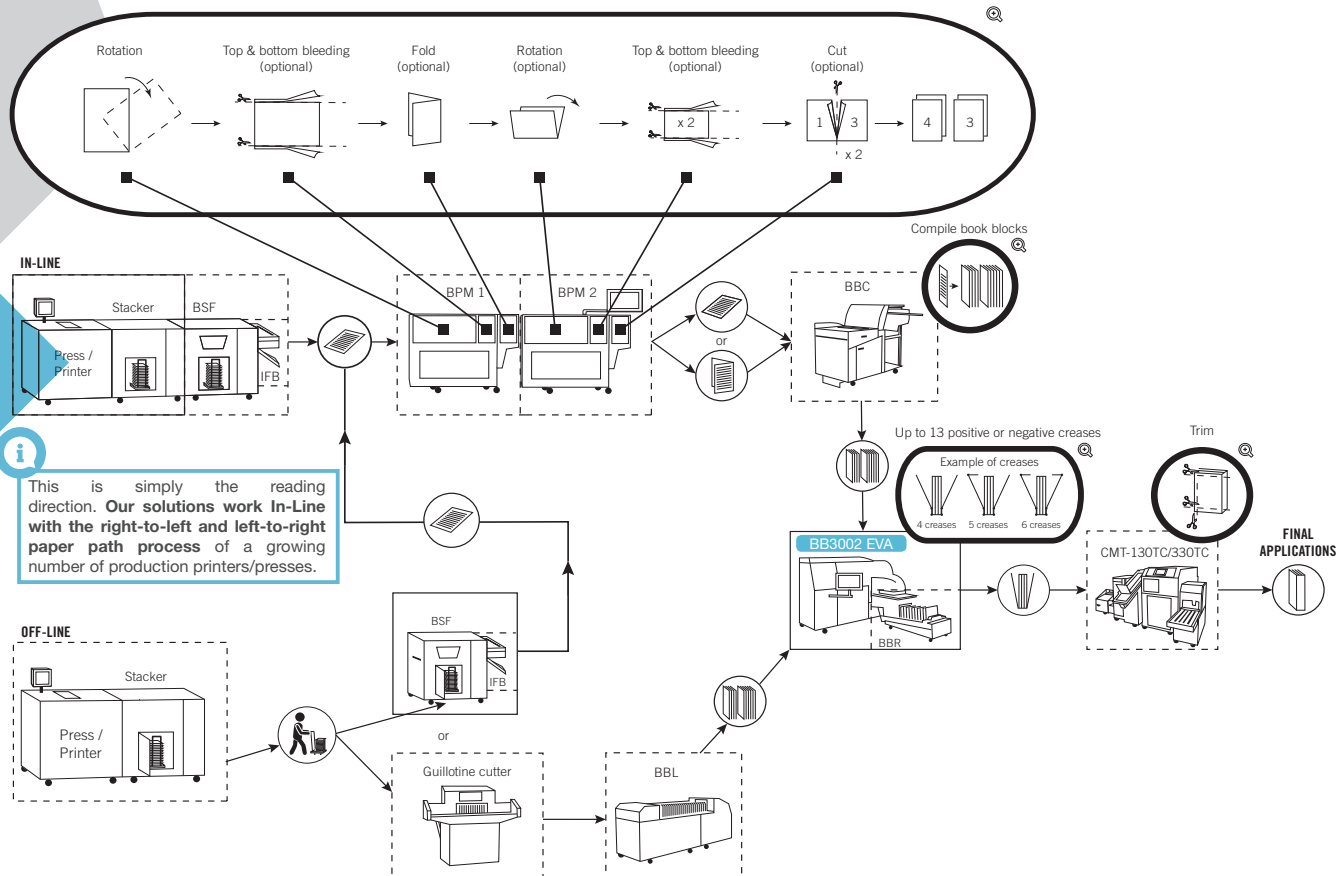 Rotation
Top & bottom bleeding
(optional)
Fold
(optional)
Rotation
(optional)
Top & bottom bleeding
(optional)
Cut
(optional)
x 2
1
3
x 2
4
3
Compile book blocks
IN-LINE
Stacker
BSF
Press /
Printer
IFB
BPM 1
BPM 2
or
BBC
i
This is simply the reading
direction. Our solutions work In-Line
with the right-to-left and left-to-right
paper path process of a growing
number of production printers/presses.
Up to 13 positive or negative creases
Example of creases
4 creases
5 creases
6 creases
Trim
BB3002 EVA
BBR
CMT-130TC/330TC
FINAL
APPLICATIONS
OFF-LINE
Stacker
Press /
Printer
BSF
IFB
or
Guillotine cutter
BBL